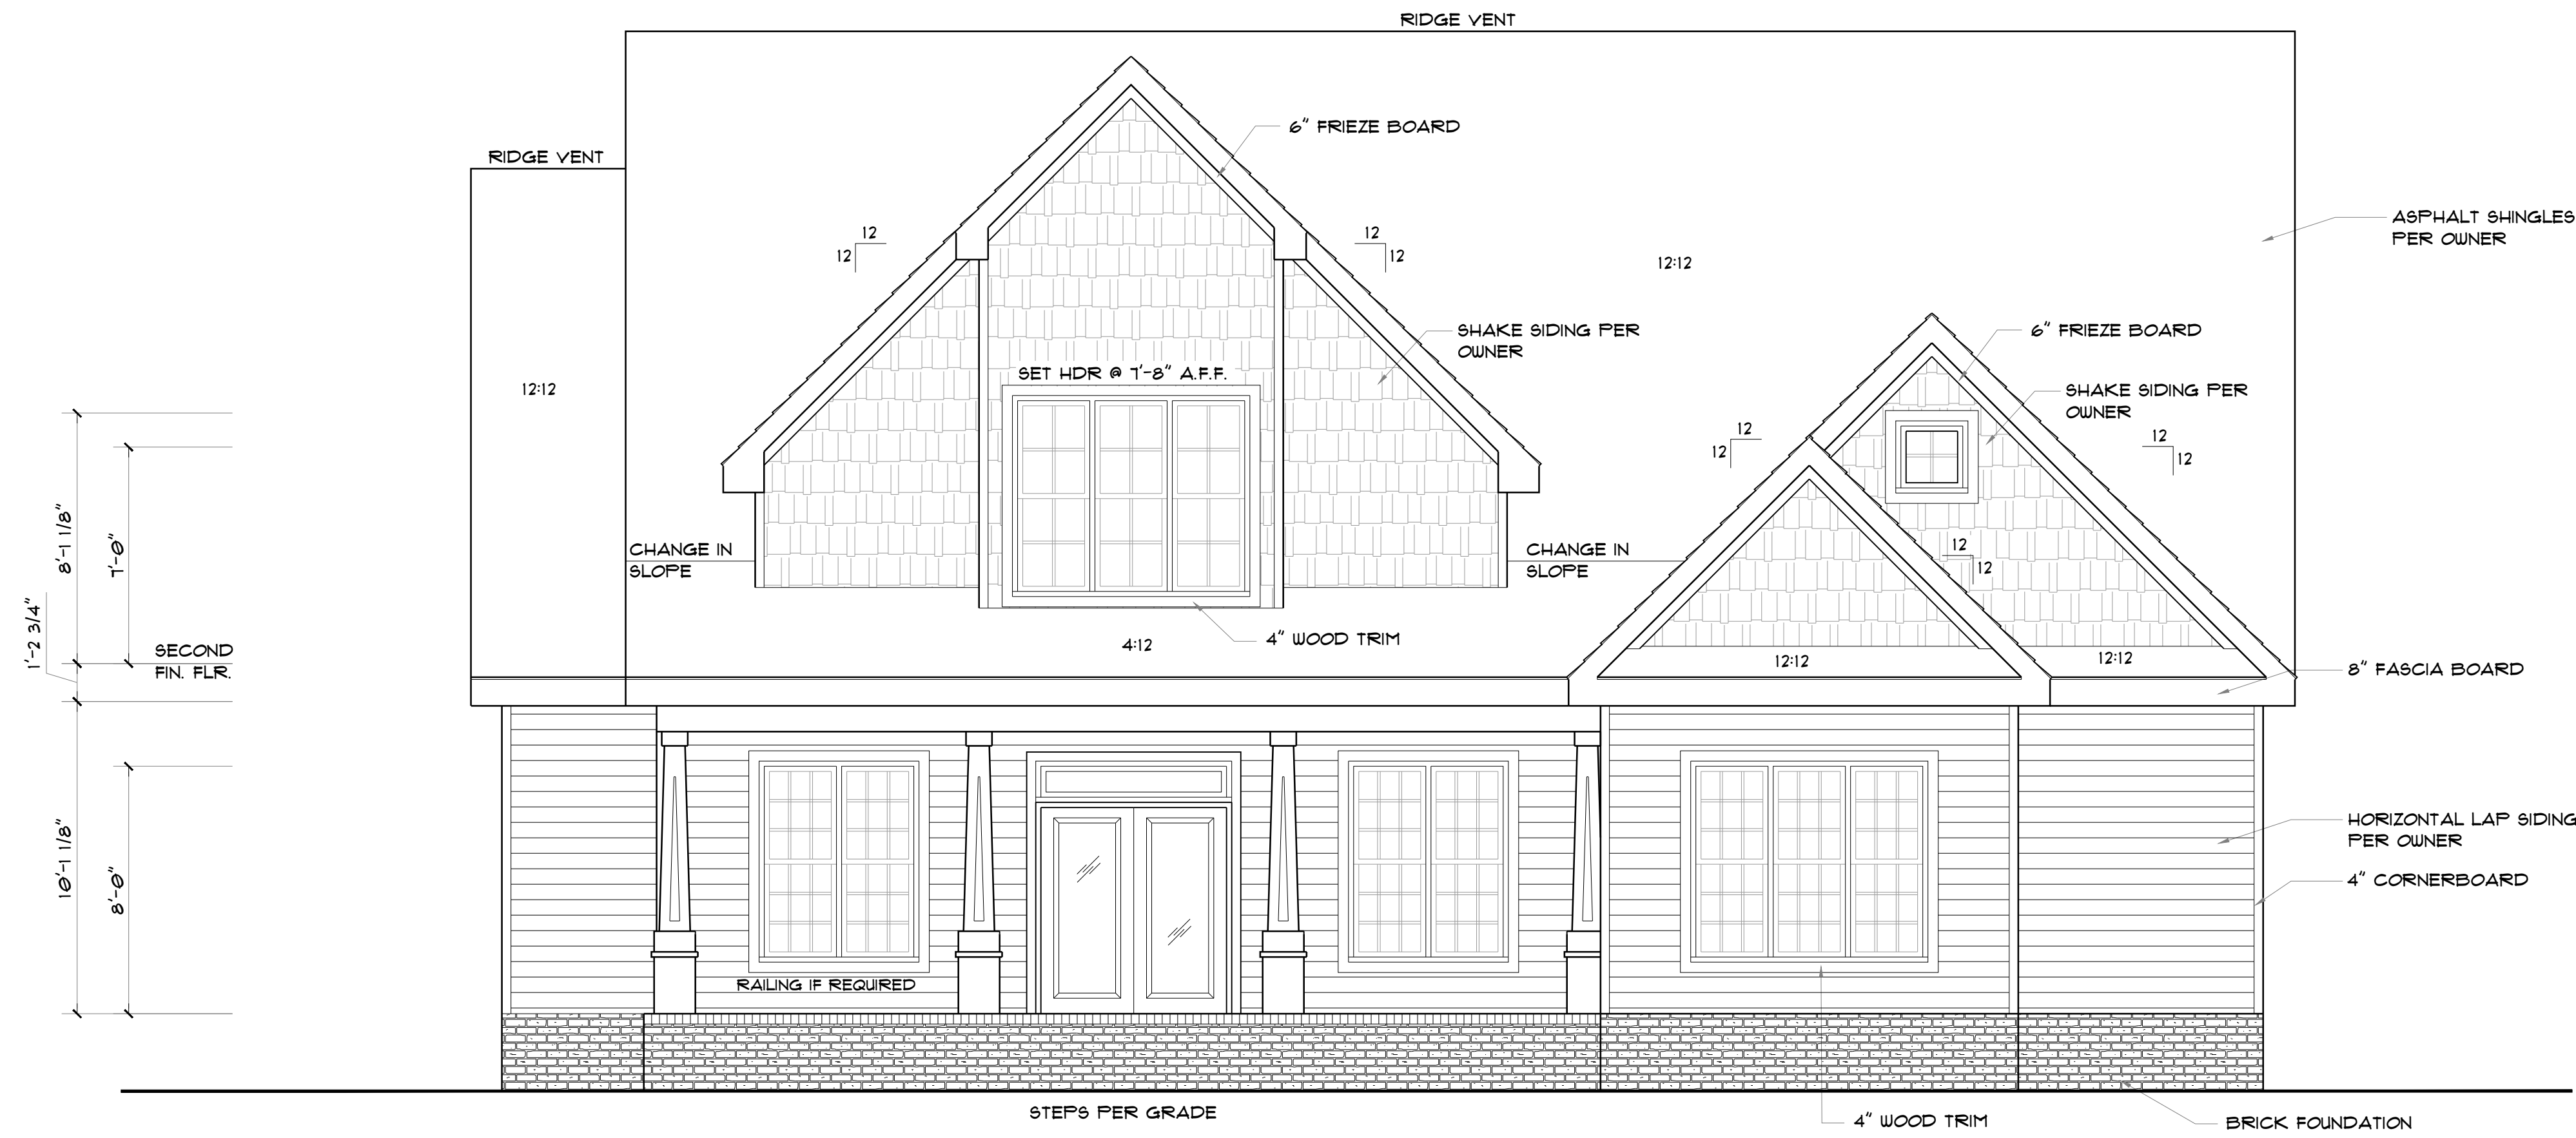 RIDGE VENT
6" FRIEZE BOARD
RIDGE VENT
ASPHALT SHINGLES
PER OWNER
12
12
12
12
12:12
SHAKE SIDING PER
OWNER
6" FRIEZE BOARD
SET HDR @ 7'-8" A.F.F.
12:12
SHAKE SIDING PER
OWNER
12
12
12
12
8'-1 1/8"
7'-0"
CHANGE IN
SLOPE
CHANGE IN
SLOPE
12
12
1'-2 3/4"
SECOND
FIN. FLR.
4:12
4" WOOD TRIM
12:12
12:12
8" FASCIA BOARD
10'-1 1/8"
8'-0"
HORIZONTAL LAP SIDING
PER OWNER
4" CORNERBOARD
RAILING IF REQUIRED
STEPS PER GRADE
4" WOOD TRIM
BRICK FOUNDATION